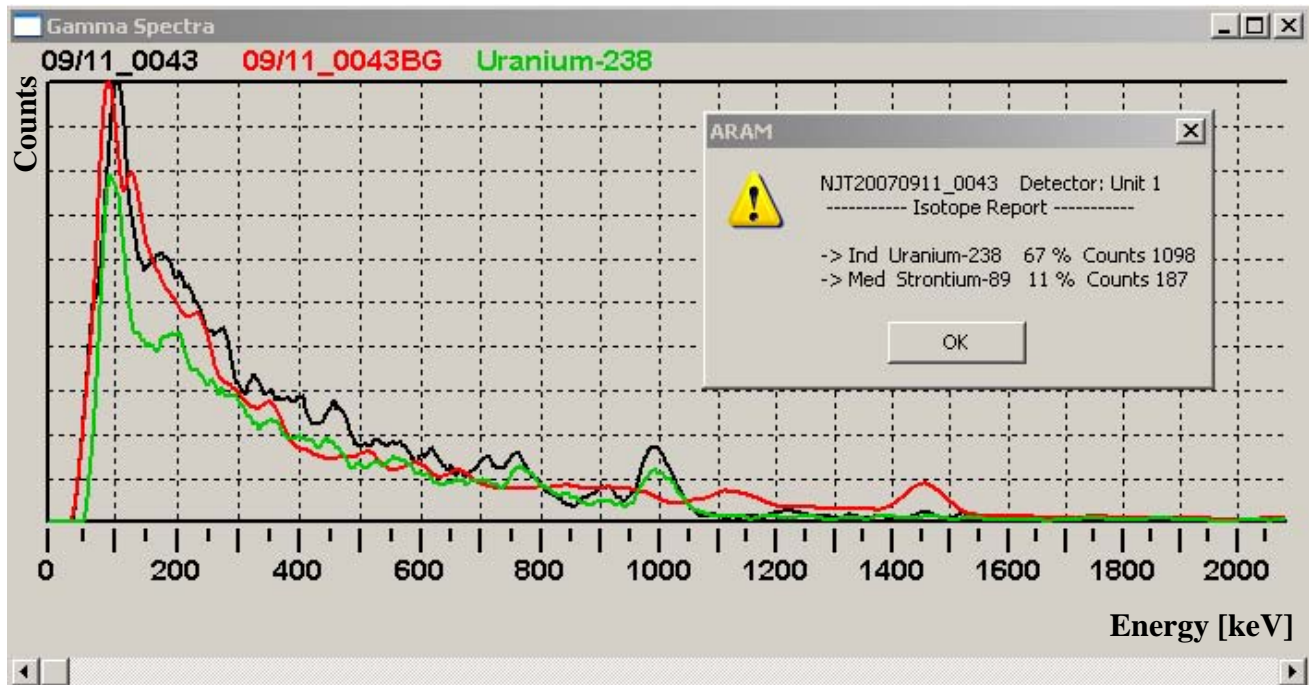 Gamma Spectra
09/11_0043 09/11_0043BG Uranium-238
Counts
ARAM
NJT20070911_0043 Detector: Unit 1
----------- Isotope Report -----------
-> Ind Uranium-238 67 % Counts 1098
-> Med Strontium-89 11 % Counts 187
OK
0 200 400 600 800 1000 1200 1400 1600 1800 2000
Energy [keV]